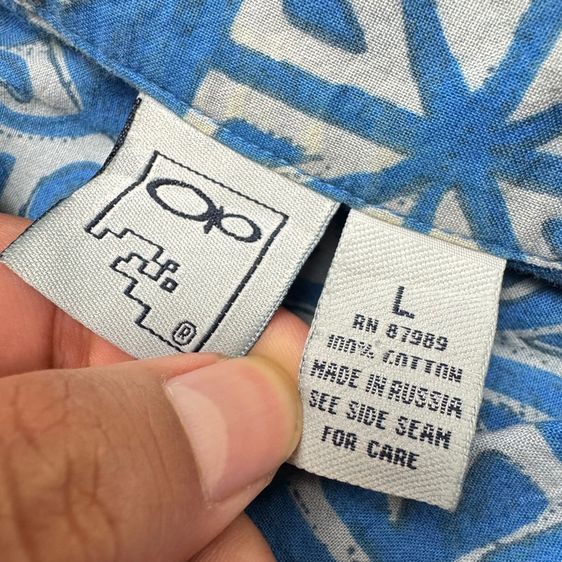 Op
®
L
RN 87989
100% COTTON
MADE IN RUSSIA
SEE SIDE SEAM
FOR CARE